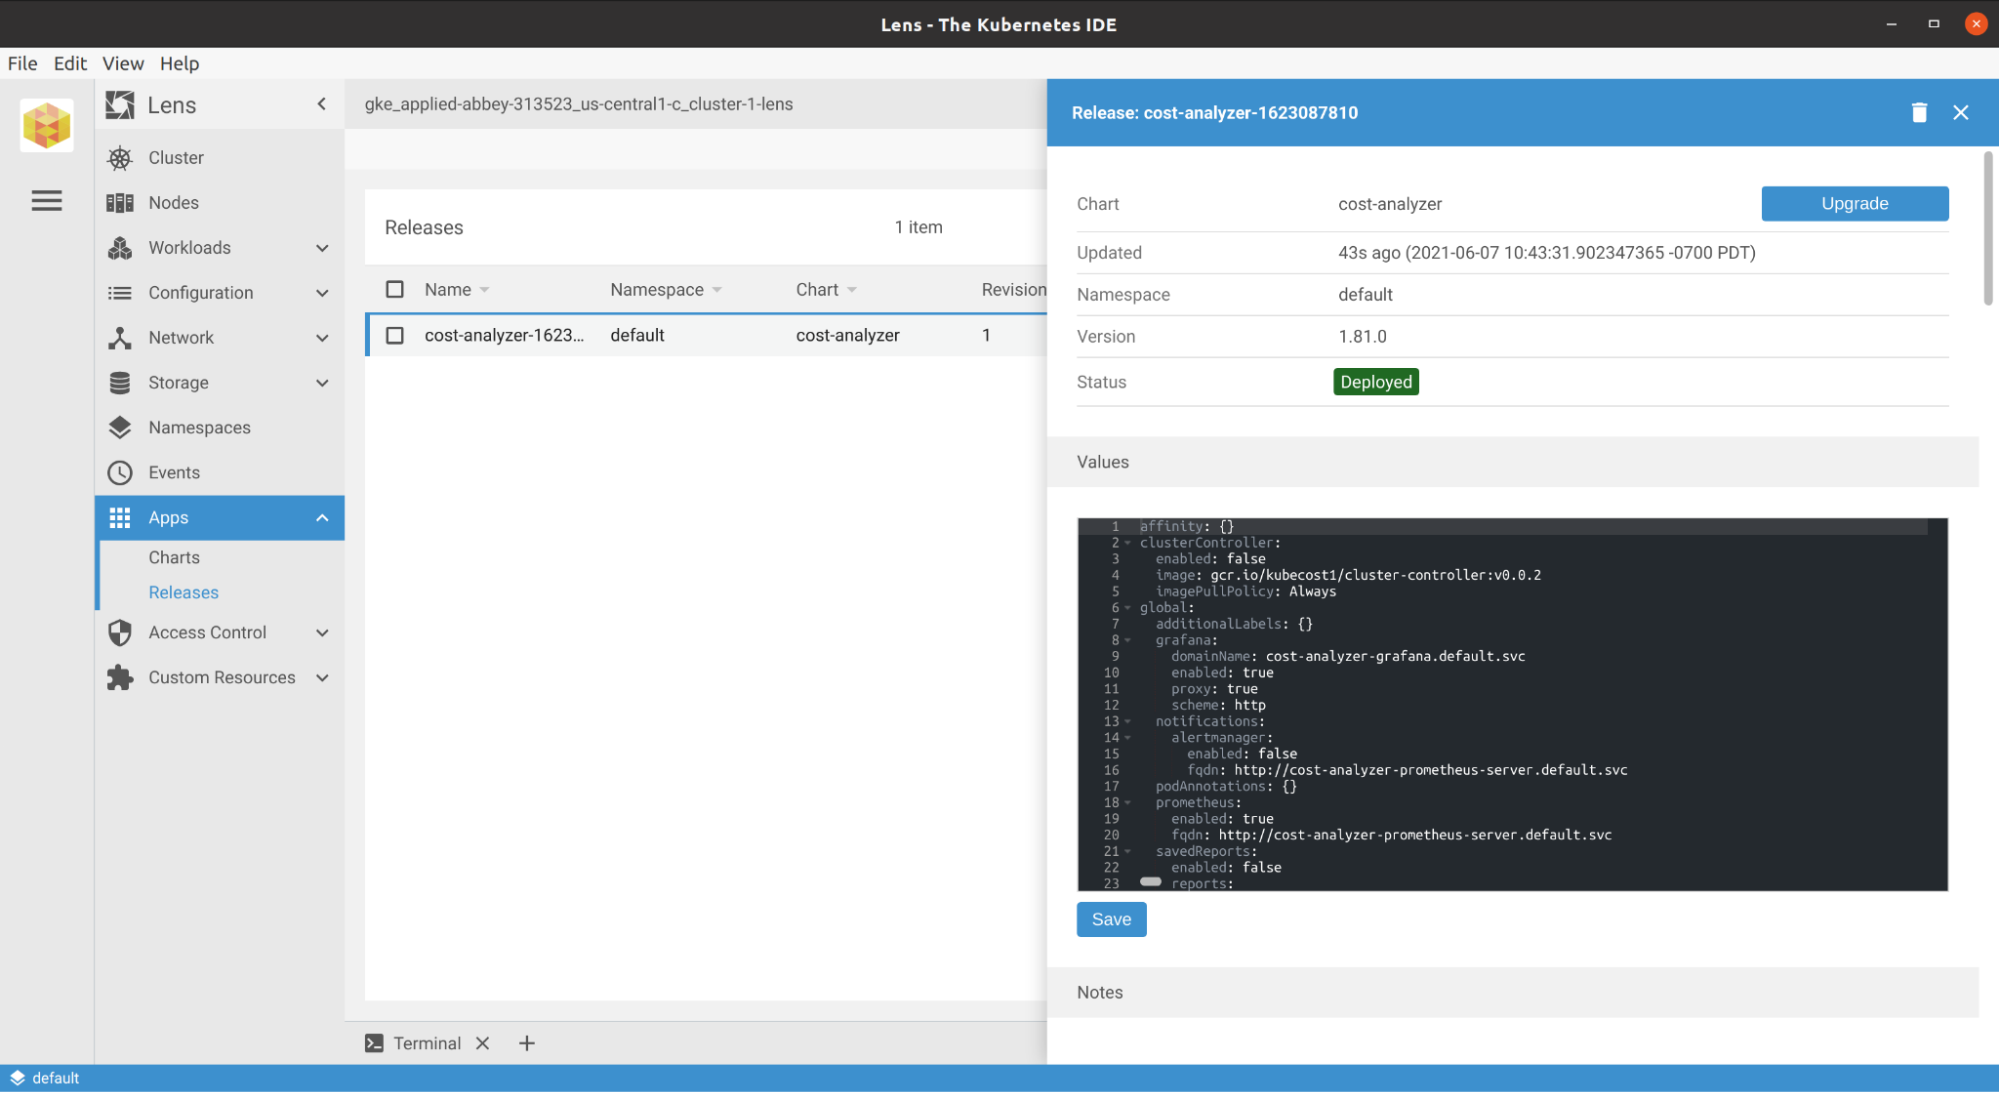 Lens - The Kubernetes IDE
File Edit View Help
Lens
Cluster
Nodes
Workloads
Configuration
Network
Storage
Namespaces
Events
Apps
Charts
Releases
Access Control
Custom Resources
gke_applied-abbey-313523_us-central1-c_cluster-1-lens
Releases 1 item
Name Namespace Chart Revision
cost-analyzer-1623... default cost-analyzer 1
Terminal
Release: cost-analyzer-1623087810
Chart cost-analyzer Upgrade
Updated 43s ago (2021-06-07 10:43:31.902347365 -0700 PDT)
Namespace default
Version 1.81.0
Status Deployed
Values
1 affinity: {}
2 clusterController:
3 enabled: false
4 image: gcr.io/kubecost1/cluster-controller:v0.0.2
5 imagePullPolicy: Always
6 global:
7 additionalLabels: {}
8 grafana:
9 domainName: cost-analyzer-grafana.default.svc
10 enabled: true
11 proxy: true
12 scheme: http
13 notifications:
14 alertmanager:
15 enabled: false
16 fqdn: http://cost-analyzer-prometheus-server.default.svc
17 podAnnotations: {}
18 prometheus:
19 enabled: true
20 fqdn: http://cost-analyzer-prometheus-server.default.svc
21 savedReports:
22 enabled: false
23 reports:
Save
Notes
default